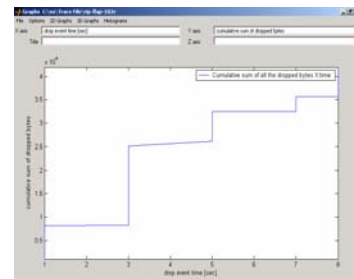 File Options 2D Graphs 3D Graphs Histograms
X axis drop event time [sec] Y axis cumulative sum of dropped bytes
Title Z axis
x 10⁴
Cumulative sum of all the dropped bytes X time
4
3.5
3
2.5
2
1.5
1
0.5
cumulative sum of dropped bytes
1 2 3 4 5 6 7 8
drop event time [sec]